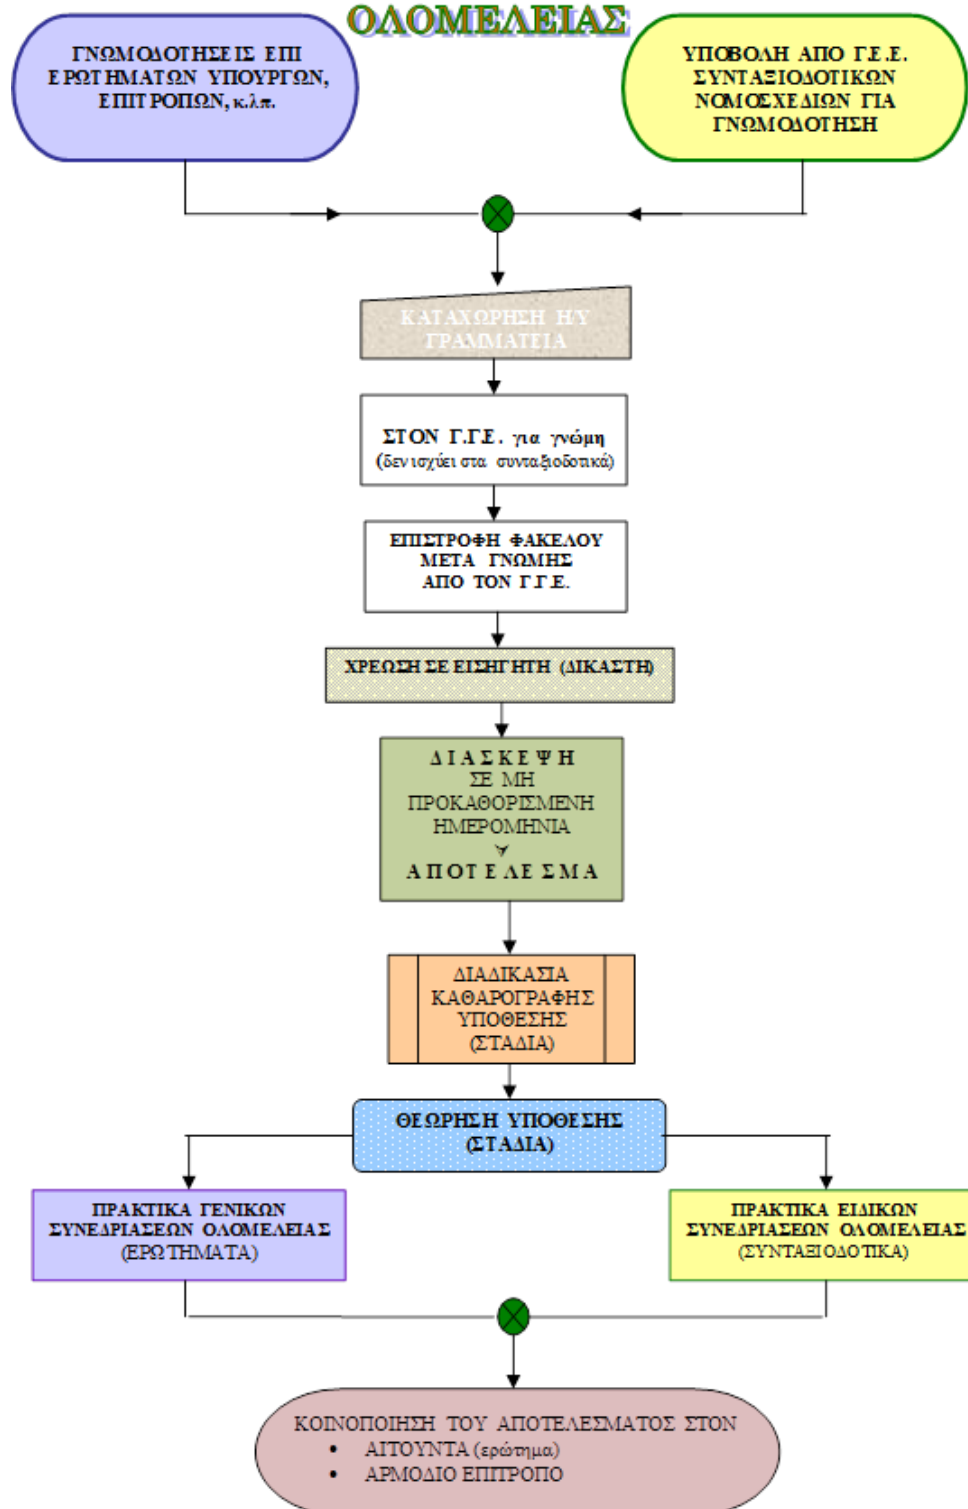 ΟΛΟΜΕΛΕΙΑΣ
ΓΝΩΜΟΔΟΤΗΣΕΙΣ ΕΠΙ
ΕΡΩΤΗΜΑΤΩΝ ΥΠΟΥΡΓΩΝ,
ΕΠΙΤΡΟΠΩΝ, κ.λπ.
ΥΠΟΒΟΛΗ ΑΠΟ Γ.Ε.Ε.
ΣΥΝΤΑΞΙΟΔΟΤΙΚΩΝ
ΝΟΜΟΣΧΕΔΙΩΝ ΓΙΑ
ΓΝΩΜΟΔΟΤΗΣΗ
ΚΑΤΑΧΩΡΗΣΗ Η/Υ
ΓΡΑΜΜΑΤΕΙΑ
ΣΤΟΝ Γ.Γ.Ε. για γνώμη
(δεν ισχύει στα συνταξιοδοτικά)
ΕΠΙΣΤΡΟΦΗ ΦΑΚΕΛΟΥ
ΜΕΤΑ ΓΝΩΜΗΣ
ΑΠΟ ΤΟΝ Γ.Γ.Ε.
ΧΡΕΩΣΗ ΣΕ ΕΙΣΗΓΗΤΗ (ΔΙΚΑΣΤΗ)
Δ Ι Α Σ Κ Ε Ψ Η
ΣΕ ΜΗ
ΠΡΟΚΑΘΟΡΙΣΜΕΝΗ
ΗΜΕΡΟΜΗΝΙΑ
Α Π Ο Τ Ε Λ Ε Σ Μ Α
ΔΙΑΔΙΚΑΣΙΑ
ΚΑΘΑΡΟΓΡΑΦΗΣ
ΥΠΟΘΕΣΗΣ
(ΣΤΑΔΙΑ)
ΘΕΩΡΗΣΗ ΥΠΟΘΕΣΗΣ
(ΣΤΑΔΙΑ)
ΠΡΑΚΤΙΚΑ ΓΕΝΙΚΩΝ
ΣΥΝΕΔΡΙΑΣΕΩΝ ΟΛΟΜΕΛΕΙΑΣ
(ΕΡΩΤΗΜΑΤΑ)
ΠΡΑΚΤΙΚΑ ΕΙΔΙΚΩΝ
ΣΥΝΕΔΡΙΑΣΕΩΝ ΟΛΟΜΕΛΕΙΑΣ
(ΣΥΝΤΑΞΙΟΔΟΤΙΚΑ)
ΚΟΙΝΟΠΟΙΗΣΗ ΤΟΥ ΑΠΟΤΕΛΕΣΜΑΤΟΣ ΣΤΟΝ
• ΑΙΤΟΥΝΤΑ (ερώτημα)
• ΑΡΜΟΔΙΟ ΕΠΙΤΡΟΠΟ